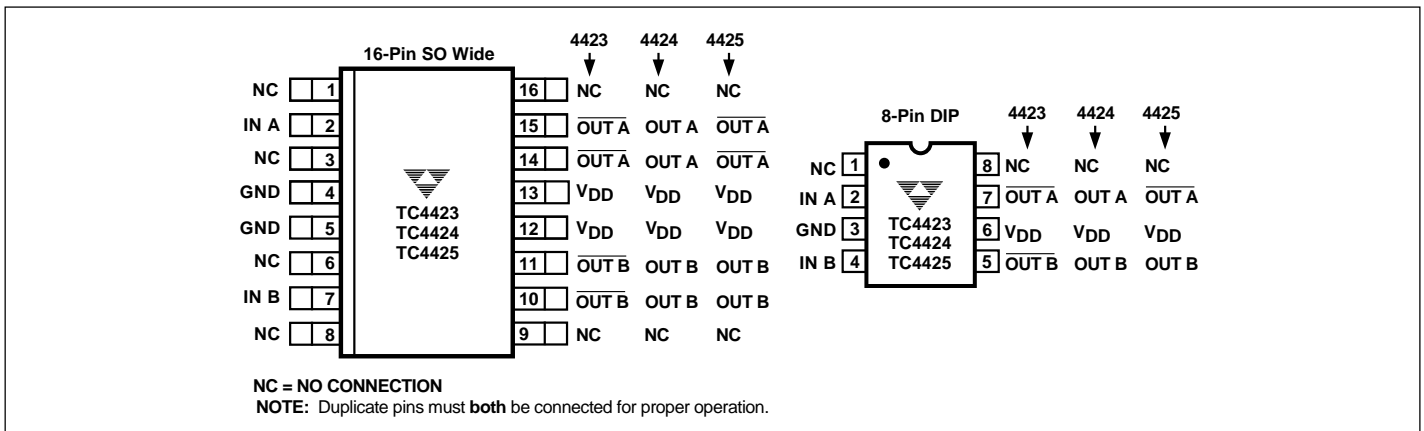 16-Pin SO Wide
4423 4424 4425
NC 1 16 NC NC NC
IN A 2 15 OUT A OUT A OUT A
NC 3 14 OUT A OUT A OUT A
GND 4 13 VDD VDD VDD
GND 5 12 VDD VDD VDD
NC 6 11 OUT B OUT B OUT B
IN B 7 10 OUT B OUT B OUT B
NC 8 9 NC NC NC
TC4423
TC4424
TC4425
8-Pin DIP
4423 4424 4425
NC 1 8 NC NC NC
IN A 2 7 OUT A OUT A OUT A
GND 3 6 VDD VDD VDD
IN B 4 5 OUT B OUT B OUT B
TC4423
TC4424
TC4425
NC = NO CONNECTION
NOTE: Duplicate pins must both be connected for proper operation.